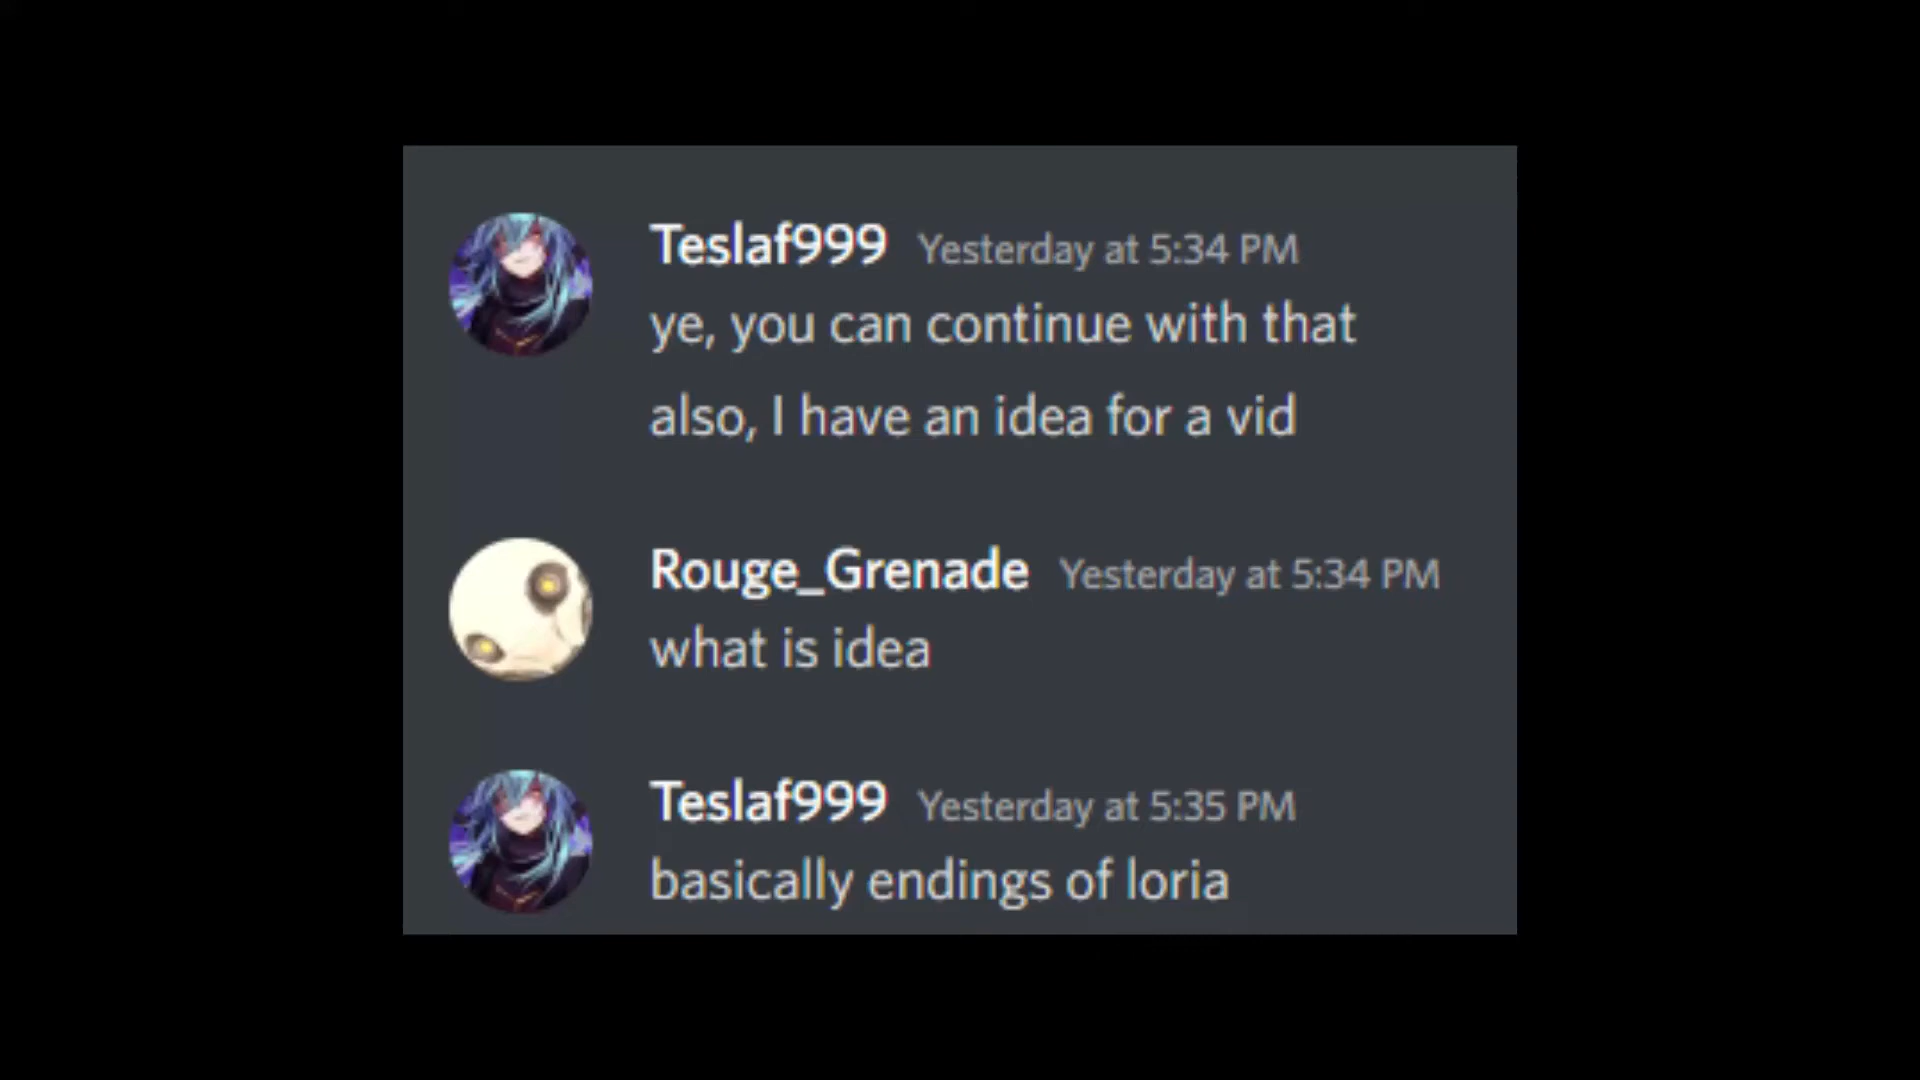 Teslaf999 Yesterday at 5:34 PM
ye, you can continue with that
also, I have an idea for a vid
Rouge_Grenade Yesterday at 5:34 PM
what is idea
Teslaf999 Yesterday at 5:35 PM
basically endings of loria